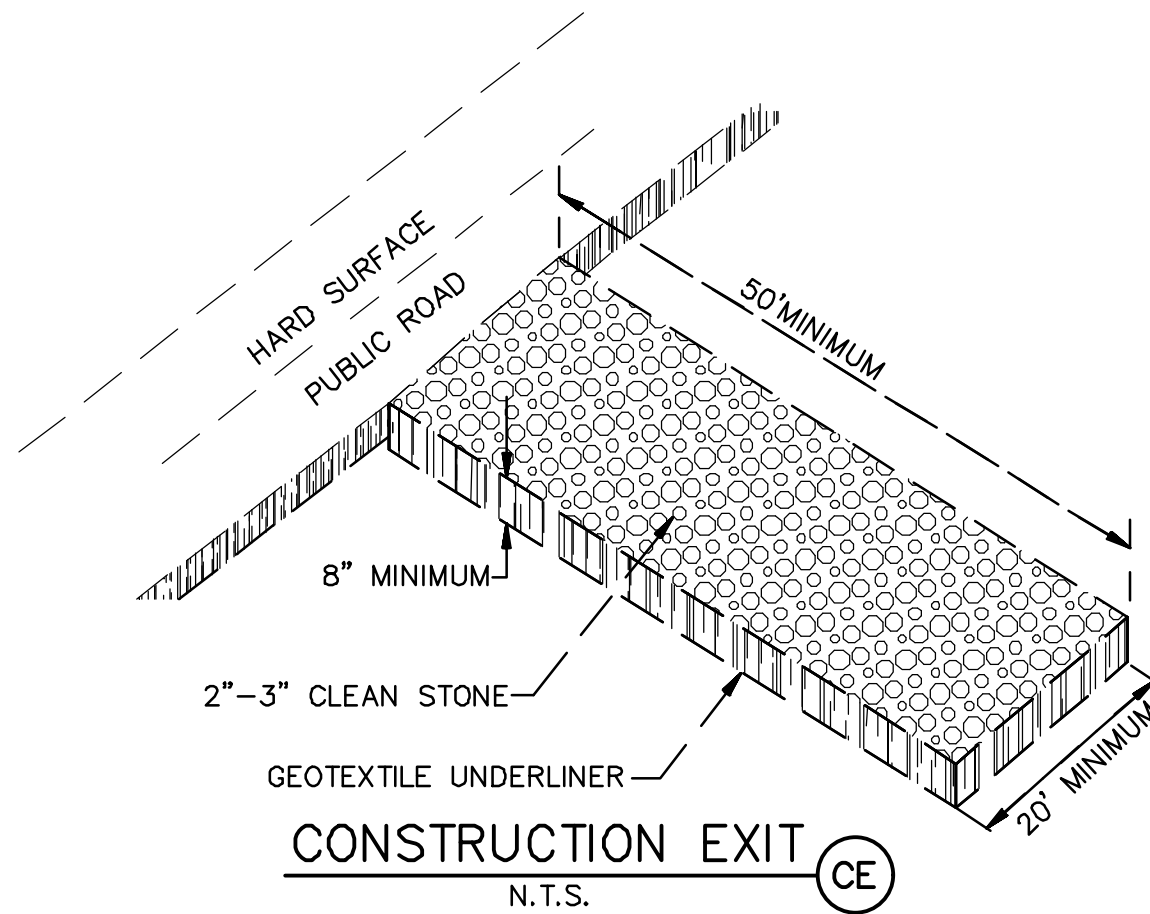 HARD SURFACE
PUBLIC ROAD
50'MINIMUM
8" MINIMUM
2"-3" CLEAN STONE
GEOTEXTILE UNDERLINER
20' MINIMUM
CONSTRUCTION EXIT
CE
N.T.S.